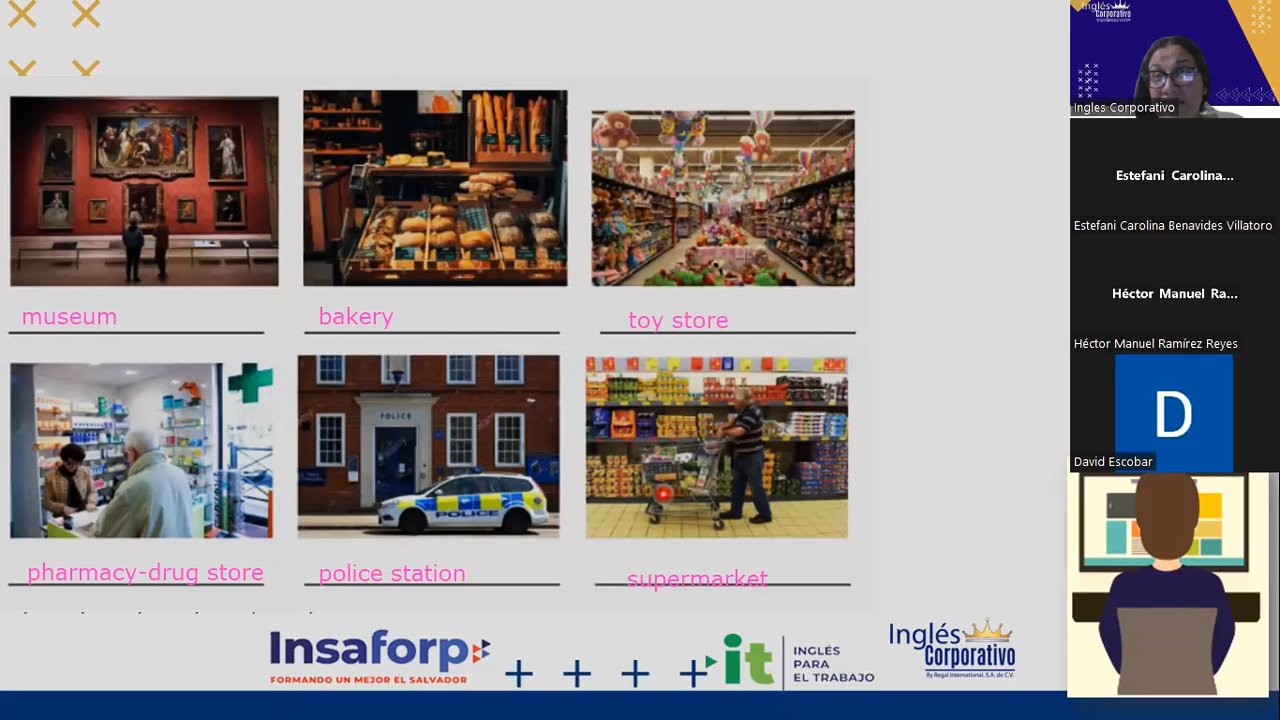 museum
bakery
toy store
POLICE
POLICE
pharmacy-drug store
police station
supermarket
Insaforp
FORMANDO UN MEJOR EL SALVADOR
it
INGLÉS
PARA
EL TRABAJO
Inglés
Corporativo
By Regal International, S.A. de C.V.
Inglés
Corporativo
Ingles Corporativo
Estefani Carolina...
Estefani Carolina Benavides Villatoro
Héctor Manuel Ra...
Héctor Manuel Ramírez Reyes
D
David Escobar